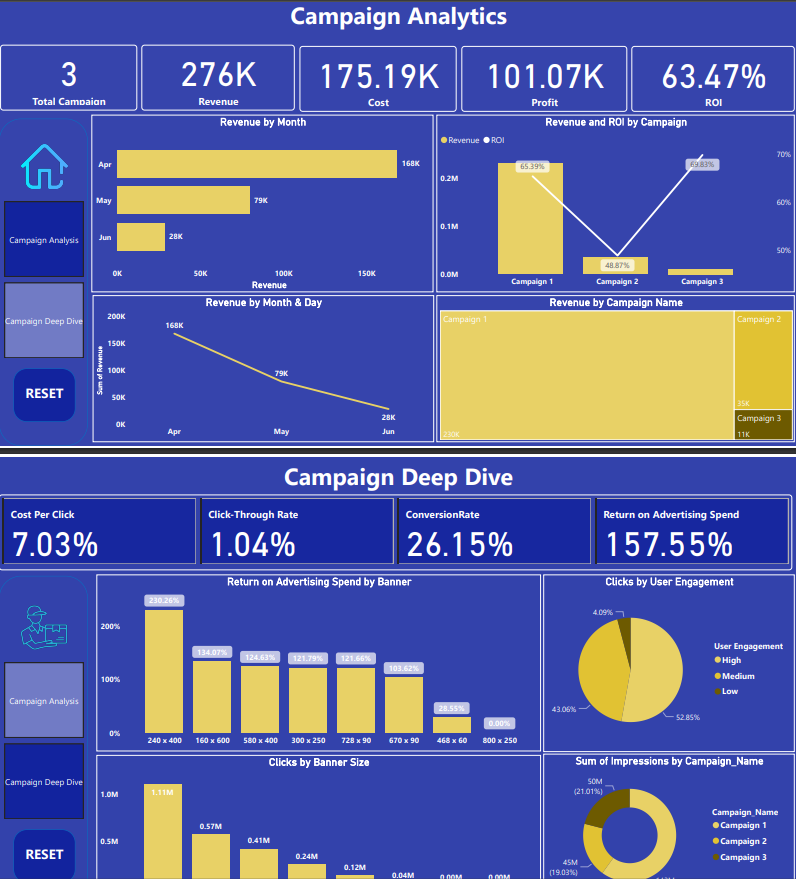 Campaign Analytics
3
Total Campaign
276K
Revenue
175.19K
Cost
101.07K
Profit
63.47%
ROI
Campaign Analysis
Campaign Deep Dive
RESET
Revenue by Month
Apr
168K
May
79K
Jun
28K
0K 50K 100K 150K
Revenue
Revenue and ROI by Campaign
Revenue ROI
0.2M
0.1M
0.0M
65.39%
48.87%
69.83%
70%
60%
50%
Campaign 1 Campaign 2 Campaign 3
Revenue by Month & Day
Sum of Revenue
200K
150K
100K
50K
0K
168K
79K
28K
Apr May Jun
Revenue by Campaign Name
Campaign 1
230K
Campaign 2
35K
Campaign 3
11K
Campaign Deep Dive
Cost Per Click
7.03%
Click-Through Rate
1.04%
ConversionRate
26.15%
Return on Advertising Spend
157.55%
Campaign Analysis
Campaign Deep Dive
RESET
Return on Advertising Spend by Banner
200%
100%
0%
230.26%
134.07%
124.63%
121.79%
121.66%
103.62%
28.55%
0.00%
240 x 400 160 x 600 580 x 400 300 x 250 728 x 90 670 x 90 468 x 60 800 x 250
Clicks by User Engagement
4.09%
43.06%
52.85%
User Engagement
High
Medium
Low
Clicks by Banner Size
1.0M
0.5M
1.11M
0.57M
0.41M
0.24M
0.12M
0.04M
0.00M
0.00M
Sum of Impressions by Campaign_Name
50M
(21.01%)
45M
(19.03%)
Campaign_Name
Campaign 1
Campaign 2
Campaign 3